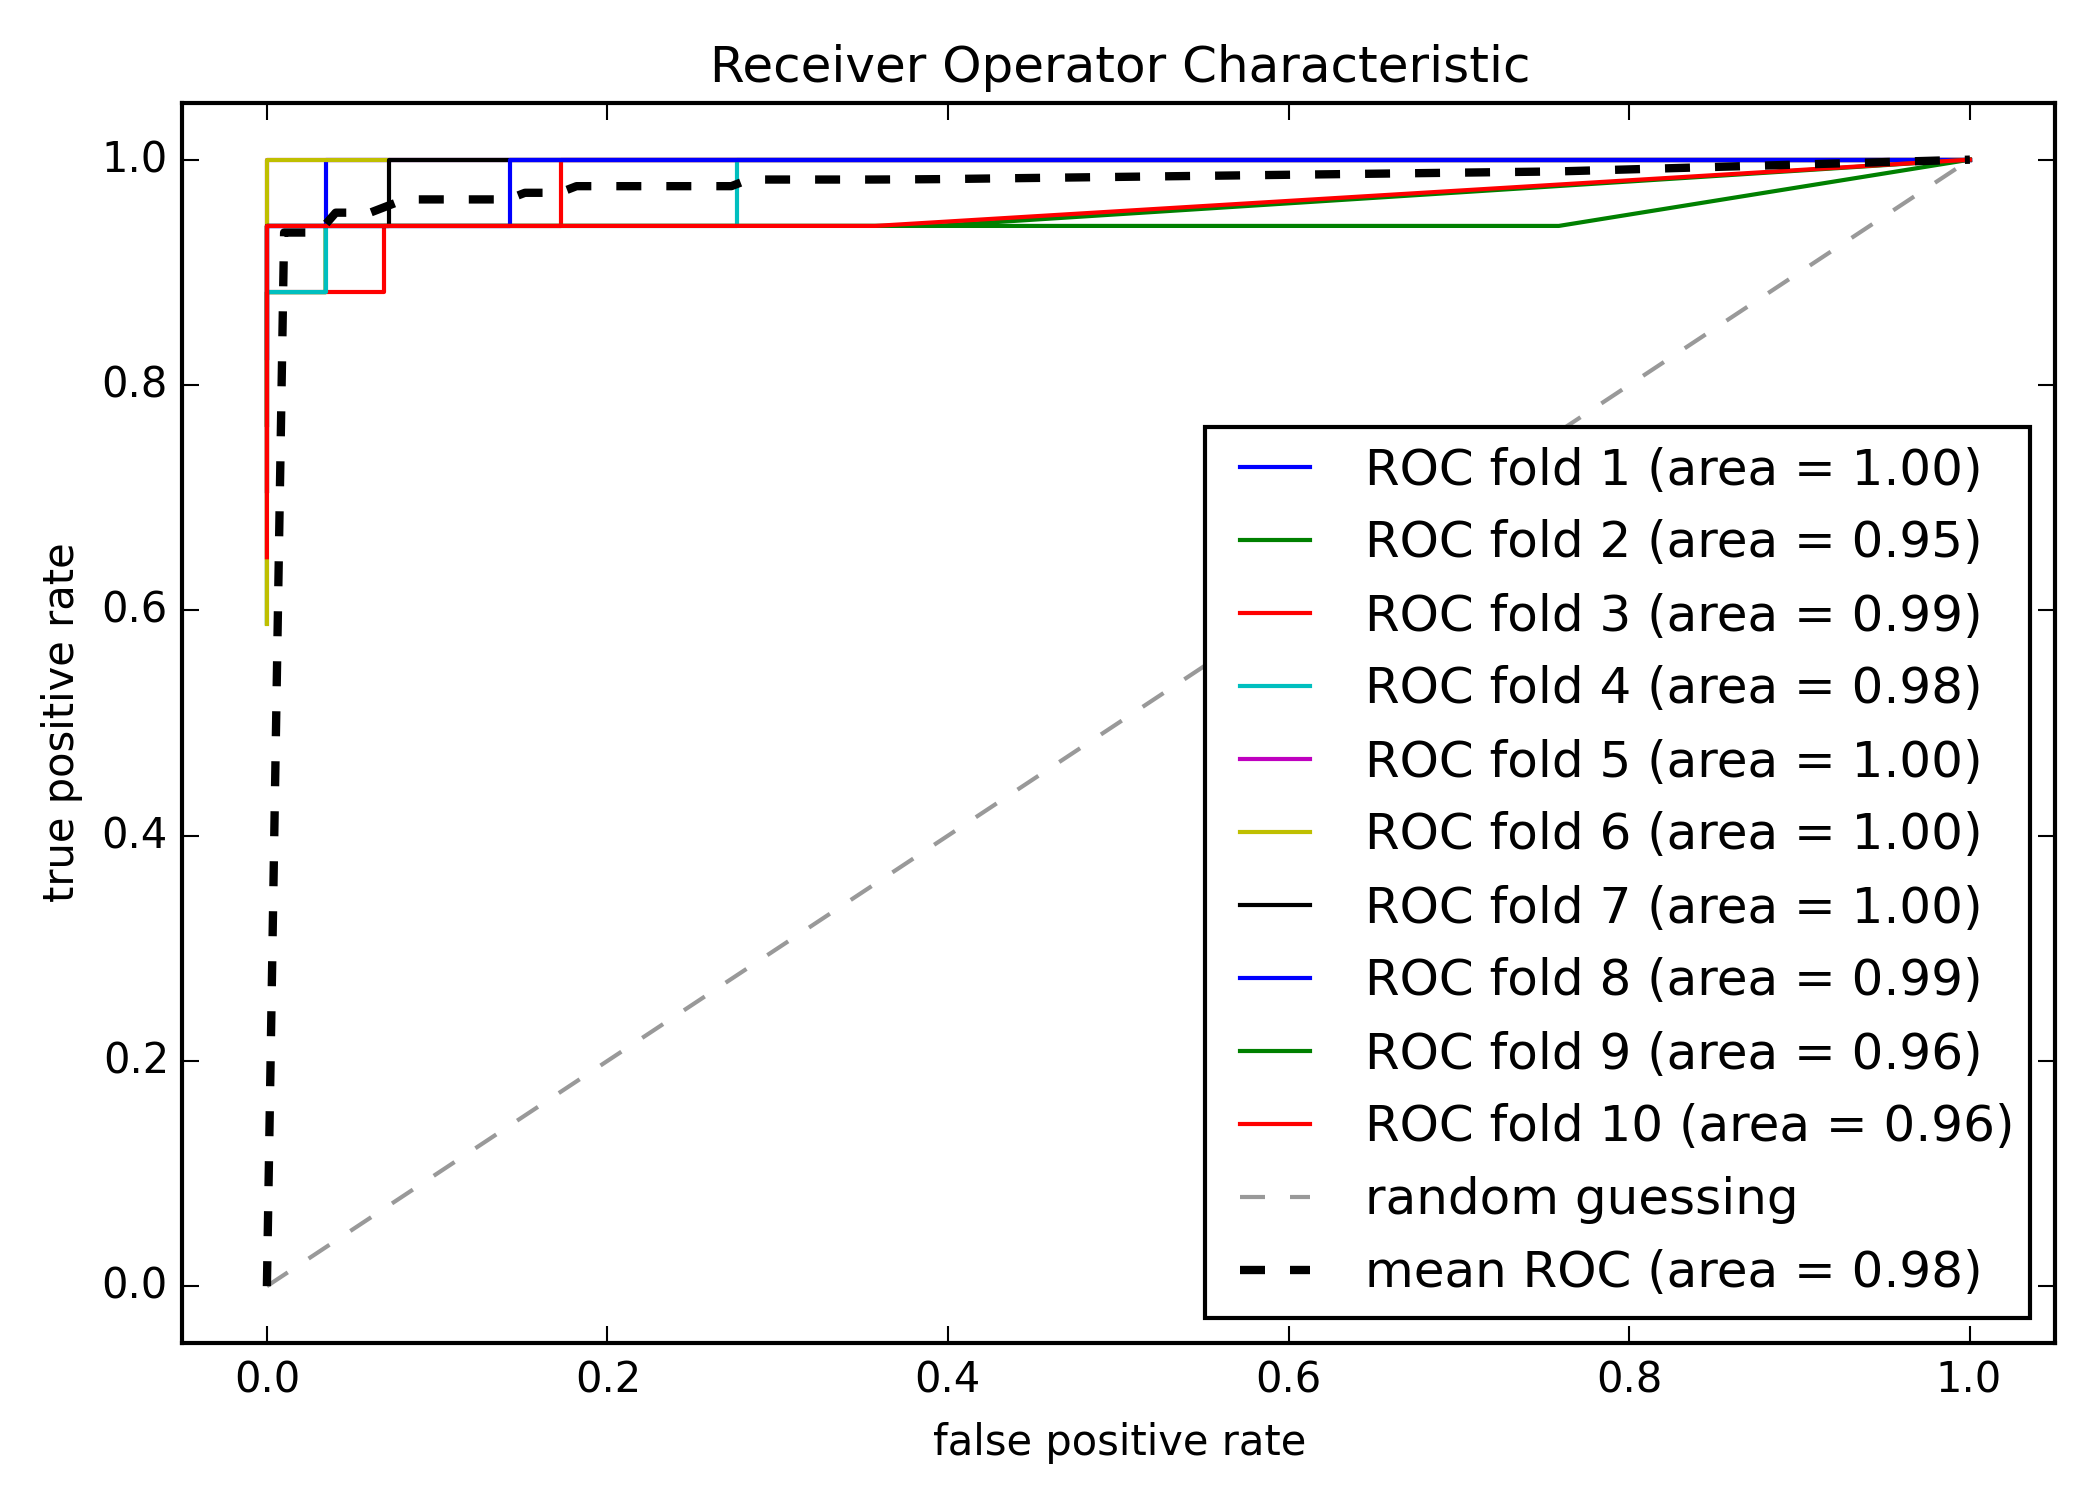 Receiver Operator Characteristic
1.0
0.8
0.6
0.4
0.2
0.0
true positive rate
ROC fold 1 (area = 1.00)
ROC fold 2 (area = 0.95)
ROC fold 3 (area = 0.99)
ROC fold 4 (area = 0.98)
ROC fold 5 (area = 1.00)
ROC fold 6 (area = 1.00)
ROC fold 7 (area = 1.00)
ROC fold 8 (area = 0.99)
ROC fold 9 (area = 0.96)
ROC fold 10 (area = 0.96)
random guessing
mean ROC (area = 0.98)
0.0 0.2 0.4 0.6 0.8 1.0
false positive rate